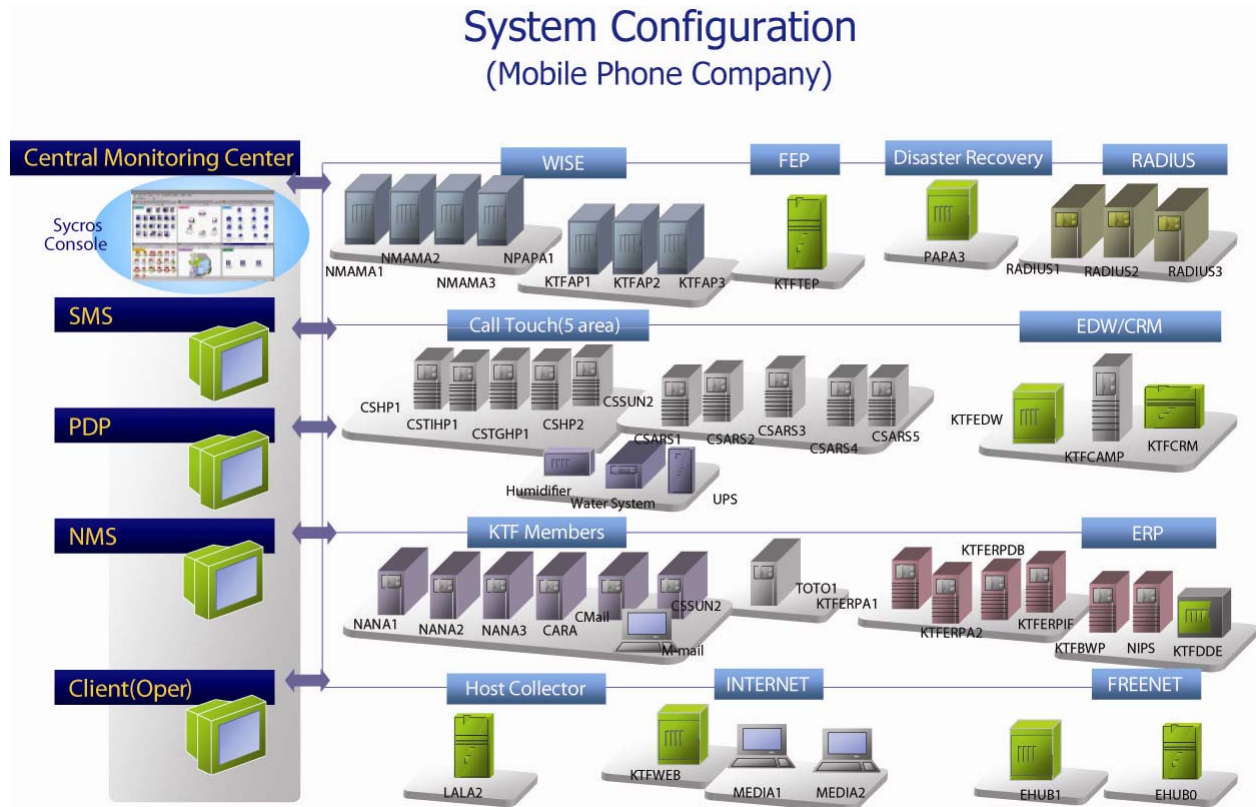 System Configuration
(Mobile Phone Company)
Central Monitoring Center
WISE
FEP
Disaster Recovery
RADIUS
Sycros
Console
NMAMA1
NMAMA2
NMAMA3
NPAPA1
KTFAP1
KTFAP2
KTFAP3
KTFTEP
PAPA3
RADIUS1
RADIUS2
RADIUS3
SMS
Call Touch(5 area)
EDW/CRM
CSHP1
CSTIHP1
CSTGHP1
CSHP2
CSSUN2
CSARS1
CSARS2
CSARS3
CSARS4
CSARS5
KTFEDW
KTFCAMP
KTFCRM
PDP
Humidifier
Water System
UPS
NMS
KTF Members
ERP
NANA1
NANA2
NANA3
CARA
CMail
CSSUN2
M-mail
TOTO1
KTFERPA1
KTFERPA2
KTFERPDB
KTFERPIF
KTFBWP
NIPS
KTFDDE
Client(Oper)
Host Collector
INTERNET
FREENET
LALA2
KTFWEB
MEDIA1
MEDIA2
EHUB1
EHUB0